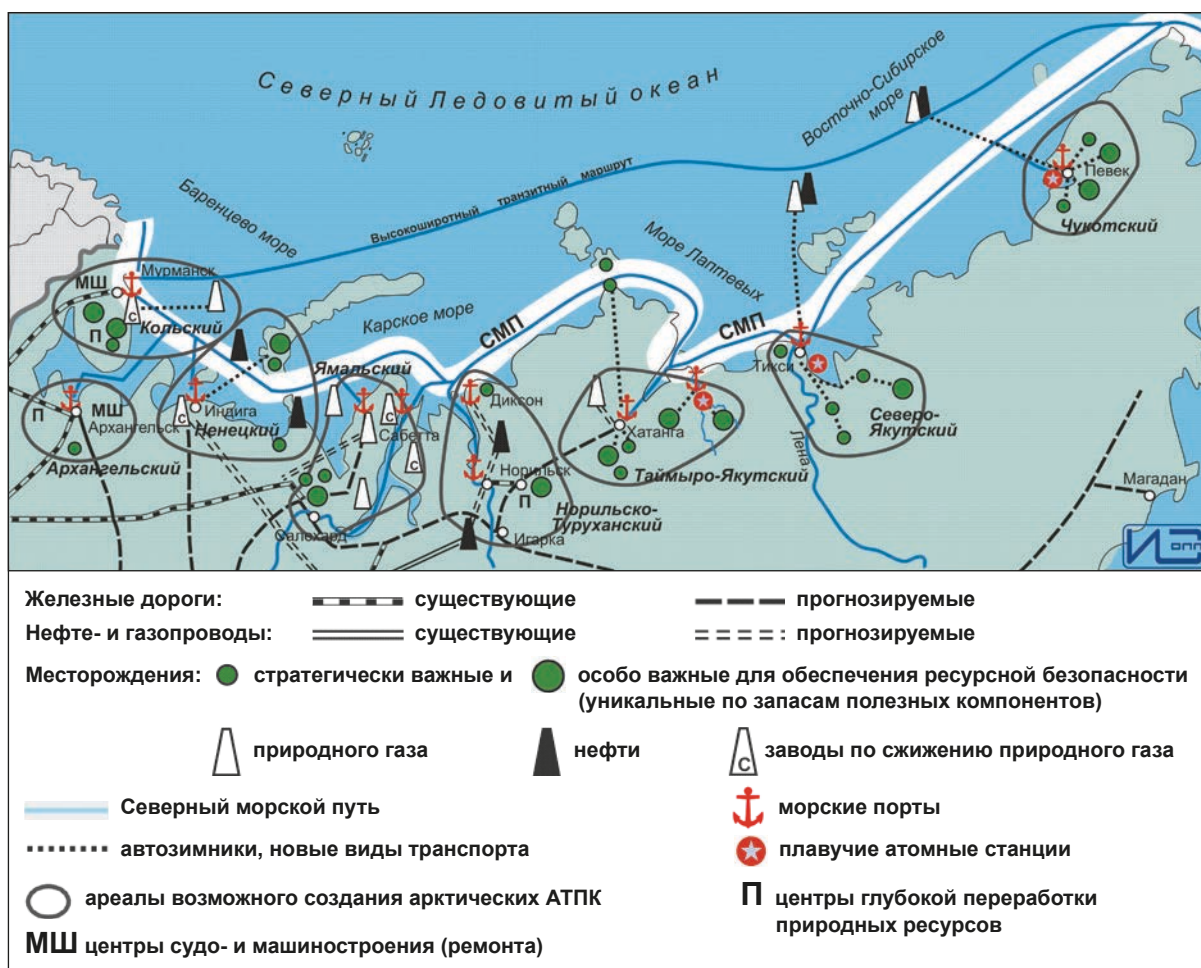 Северный Ледовитый океан
Восточно-Сибирское
море
Баренцево море
Высокоширотный транзитный маршрут
Море Лаптевых
Певек
Чукотский
Мурманск
МШ
С
Кольский
П
Карское море
СМП
СМП
Ямальский
Тикси
П
МШ
Архангельск
С
Индига
Ненецкий
С
Сабетта
С
Диксон
Хатанга
Лена
Северо-
Якутский
Архангельский
Норильск
П
Таймыро-Якутский
Магадан
Норильско-
Туруханский
Салехард
Игарка
ИЭ
опп
Железные дороги: существующие прогнозируемые
Нефте- и газопроводы: существующие прогнозируемые
Месторождения: стратегически важные и особо важные для обеспечения ресурсной безопасности
(уникальные по запасам полезных компонентов)
природного газа нефти С заводы по сжижению природного газа
Северный морской путь морские порты
автозимники, новые виды транспорта плавучие атомные станции
ареалы возможного создания арктических АТПК П центры глубокой переработки
природных ресурсов
МШ центры судо- и машиностроения (ремонта)